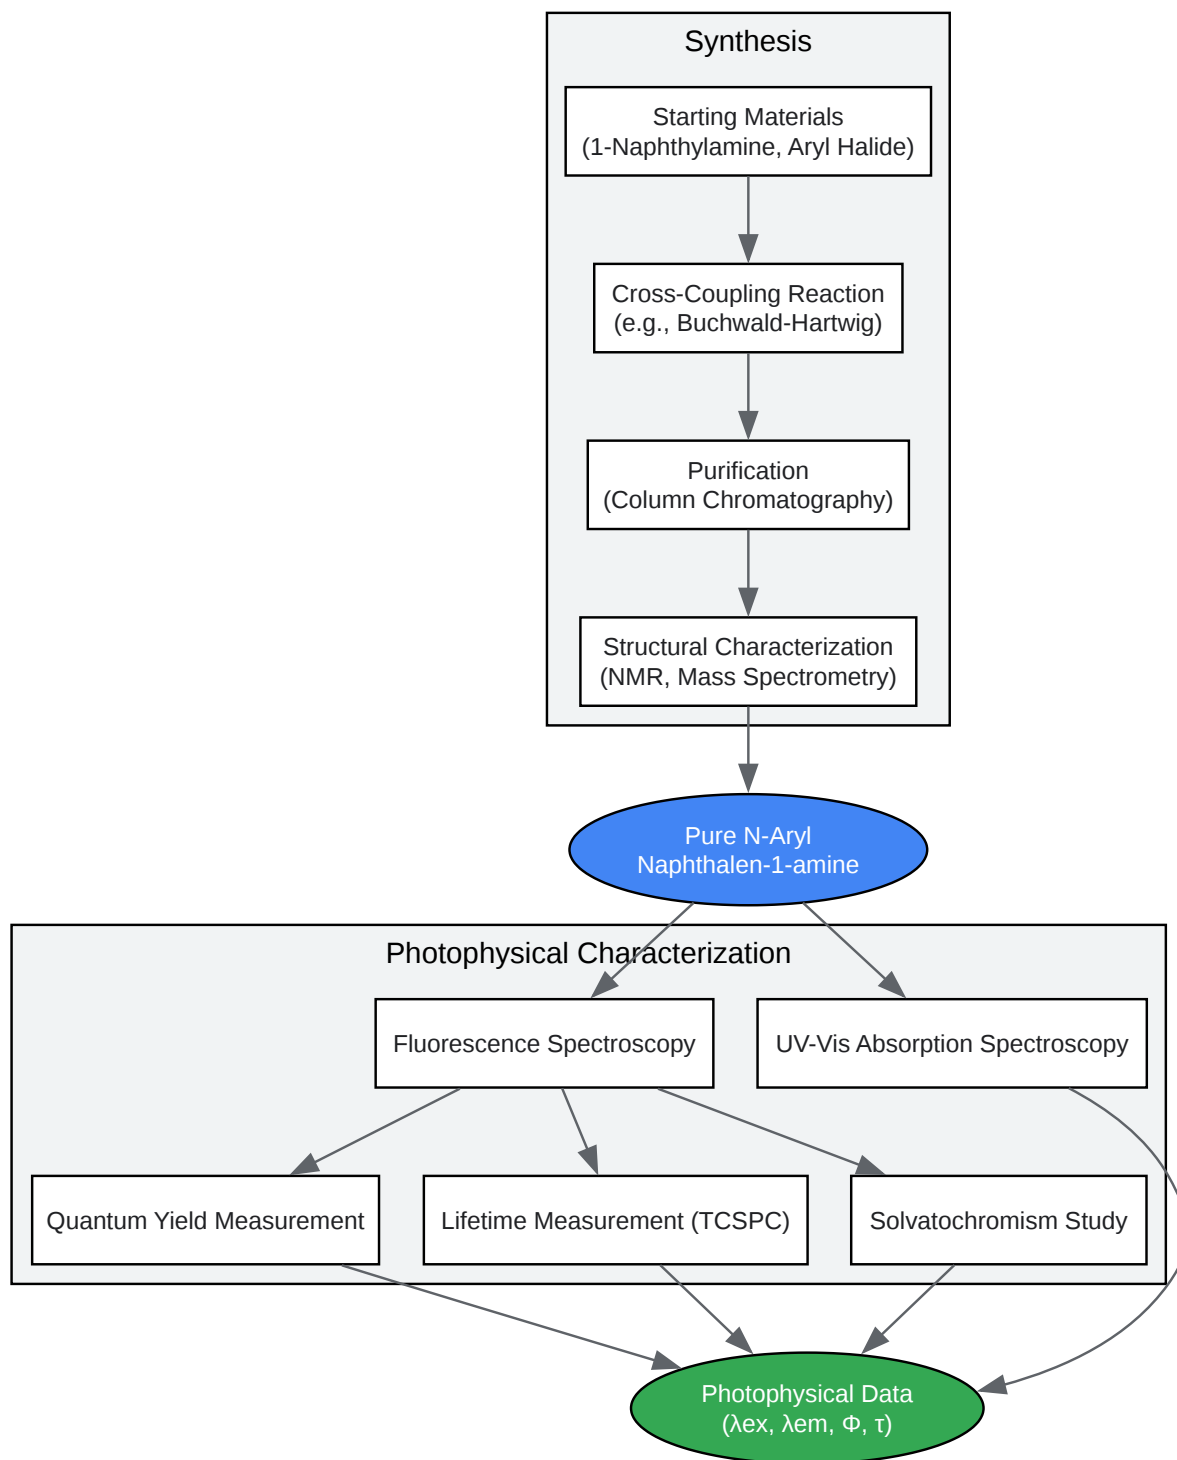 Synthesis
Starting Materials
(1-Naphthylamine, Aryl Halide)
Cross-Coupling Reaction
(e.g., Buchwald-Hartwig)
Purification
(Column Chromatography)
Structural Characterization
(NMR, Mass Spectrometry)
Pure N-Aryl
Naphthalen-1-amine
Photophysical Characterization
Fluorescence Spectroscopy
UV-Vis Absorption Spectroscopy
Quantum Yield Measurement
Lifetime Measurement (TCSPC)
Solvatochromism Study
Photophysical Data
(λex, λem, Φ, τ)